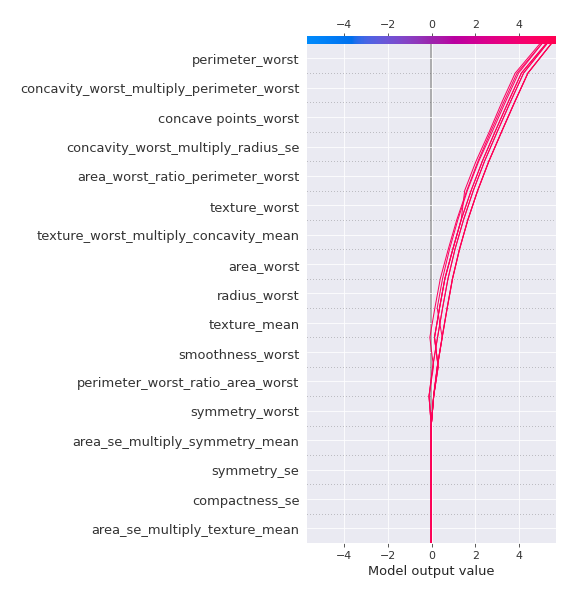 −4 −2 0 2 4
perimeter_worst
concavity_worst_multiply_perimeter_worst
concave points_worst
concavity_worst_multiply_radius_se
area_worst_ratio_perimeter_worst
texture_worst
texture_worst_multiply_concavity_mean
area_worst
radius_worst
texture_mean
smoothness_worst
perimeter_worst_ratio_area_worst
symmetry_worst
area_se_multiply_symmetry_mean
symmetry_se
compactness_se
area_se_multiply_texture_mean
−4 −2 0 2 4
Model output value